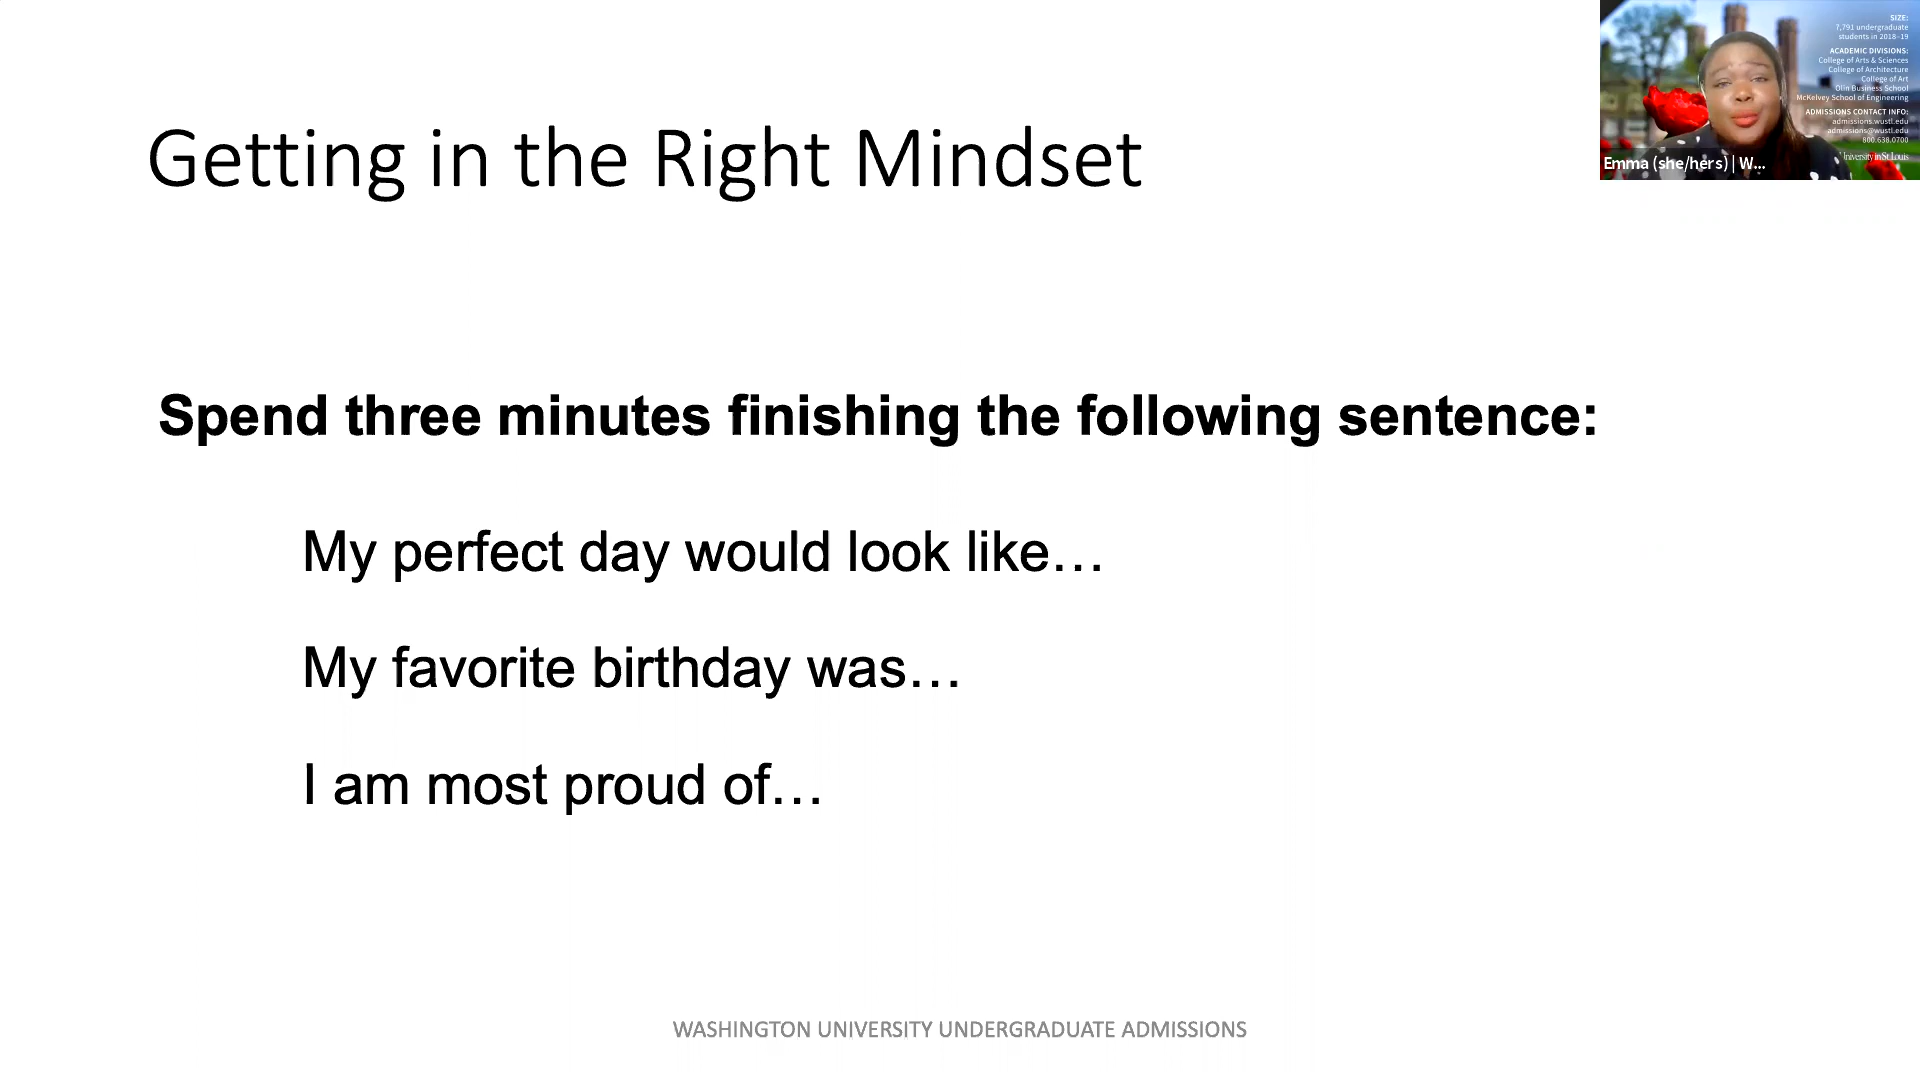 Getting in the Right Mindset
Spend three minutes finishing the following sentence:
My perfect day would look like…
My favorite birthday was…
I am most proud of…
WASHINGTON UNIVERSITY UNDERGRADUATE ADMISSIONS
SIZE:
7,791 undergraduate
students in 2018–19
ACADEMIC DIVISIONS:
College of Arts & Sciences
College of Architecture
College of Art
Olin Business School
McKelvey School of Engineering
ADMISSIONS CONTACT INFO:
admissions.wustl.edu
admissions@wustl.edu
800.638.0700
University in St. Louis
Emma (she/hers) | W...